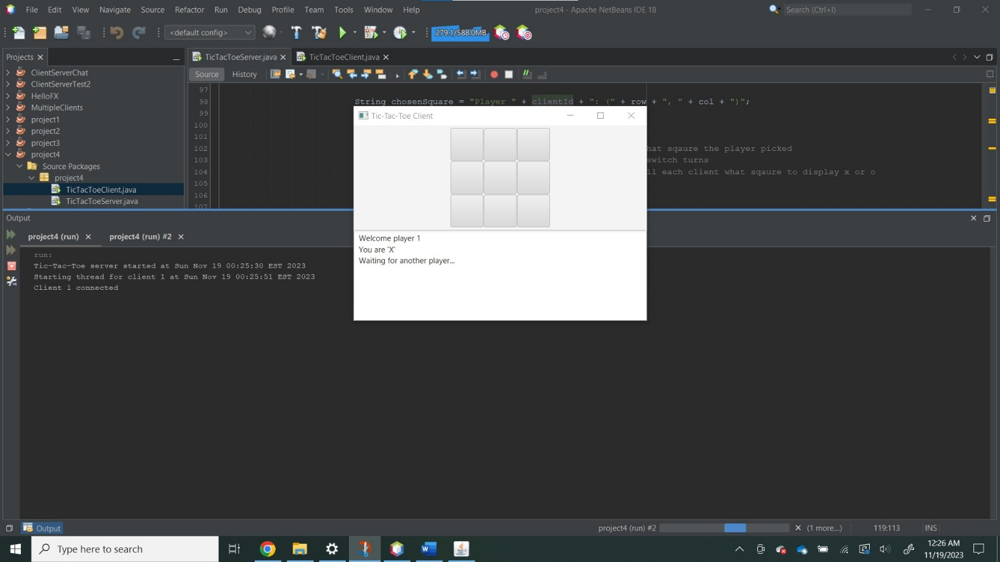 File Edit View Navigate Source Refactor Run Debug Profile Team Tools Window Help
project4 - Apache NetBeans IDE 18
Search (Ctrl+I)
<default config>
279.1/588.0MB
Projects
TicTacToeServer.java
TicTacToeClient.java
ClientServerChat
ClientServerTest2
HelloFX
MultipleClients
project1
project2
project3
project4
Source Packages
project4
TicTacToeClient.java
TicTacToeServer.java
Source History
97
98 String chosenSquare = "Player " + clientId + ": (" + row + ", " + col + ")";
99
100
101
102 hat sqaure the player picked
103 switch turns
104 ll each client what sqaure to display x or o
105
106
107
Tic-Tac-Toe Client
Welcome player 1
You are 'X'
Waiting for another player...
Output
project4 (run)
project4 (run) #2
run:
Tic-Tac-Toe server started at Sun Nov 19 00:25:30 EST 2023
Starting thread for client 1 at Sun Nov 19 00:25:51 EST 2023
Client 1 connected
Output
project4 (run) #2
(1 more...)
119:113
INS
Type here to search
12:26 AM
11/19/2023